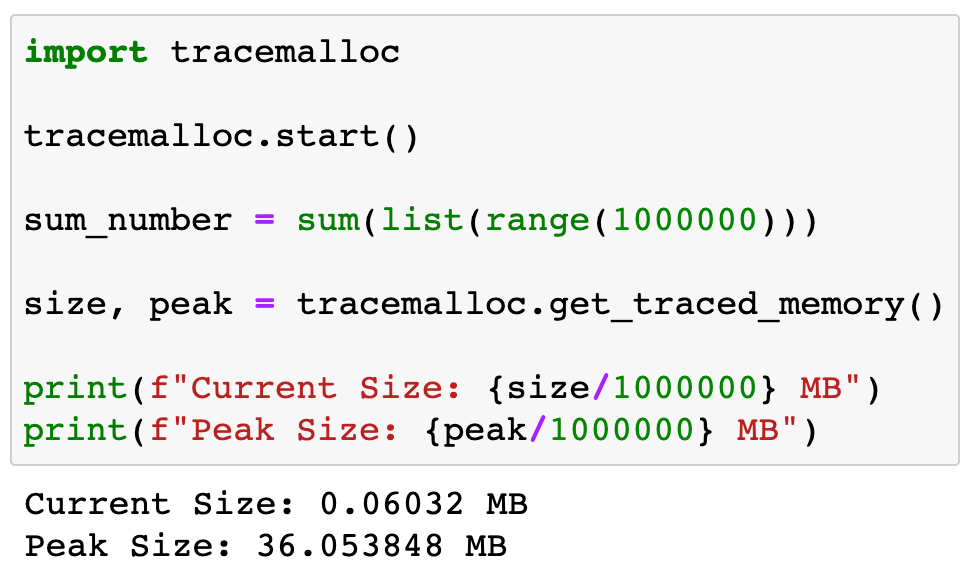 import tracemalloc
tracemalloc.start()
sum_number = sum(list(range(1000000)))
size, peak = tracemalloc.get_traced_memory()
print(f"Current Size: {size/1000000} MB")
print(f"Peak Size: {peak/1000000} MB")
Current Size: 0.06032 MB
Peak Size: 36.053848 MB